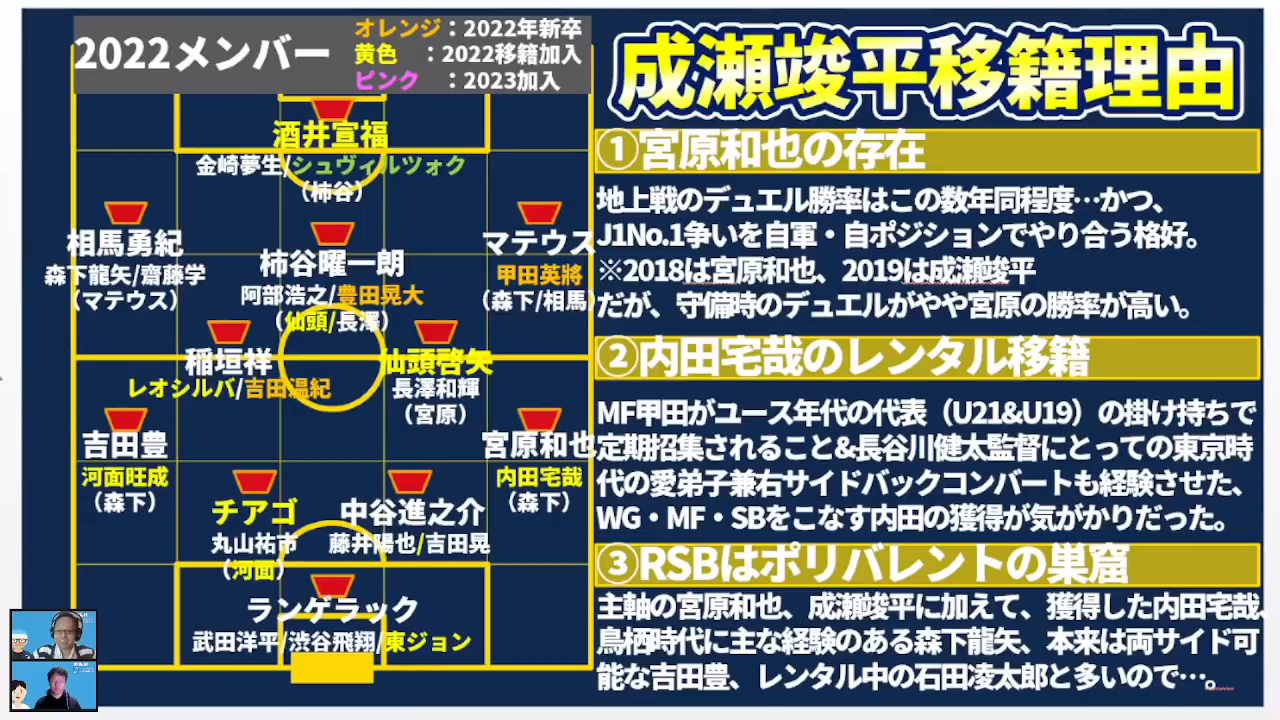 2022メンバー
オレンジ：2022年新卒
黄色　：2022移籍加入
ピンク　：2023加入
酒井宣福
金崎夢生/シュヴィルツォク
（柿谷）
相馬勇紀
森下龍矢/齋藤学
（マテウス）
柿谷曜一朗
阿部浩之/豊田晃大
（仙頭/長澤）
マテウス
甲田英將
（森下/相馬）
稲垣祥
レオシルバ/吉田温紀
仙頭啓矢
長澤和輝
（宮原）
吉田豊
河面旺成
（森下）
宮原和也
内田宅哉
（森下）
チアゴ
丸山祐市
（河面）
中谷進之介
藤井陽也/吉田晃
ランゲラック
武田洋平/渋谷飛翔/東ジョン
成瀬竣平移籍理由
①宮原和也の存在
地上戦のデュエル勝率はこの数年同程度…かつ、
J1No.1争いを自軍・自ポジションでやり合う格好。
※2018は宮原和也、2019は成瀬竣平
だが、守備時のデュエルがやや宮原の勝率が高い。
②内田宅哉のレンタル移籍
MF甲田がユース年代の代表（U21&U19）の掛け持ちで
定期招集されること&長谷川健太監督にとっての東京時
代の愛弟子兼右サイドバックコンバートも経験させた、
WG・MF・SBをこなす内田の獲得が気がかりだった。
③RSBはポリバレントの巣窟
主軸の宮原和也、成瀬竣平に加えて、獲得した内田宅哉、
鳥栖時代に主な経験のある森下龍矢、本来は両サイド可
能な吉田豊、レンタル中の石田凌太郎と多いので…。